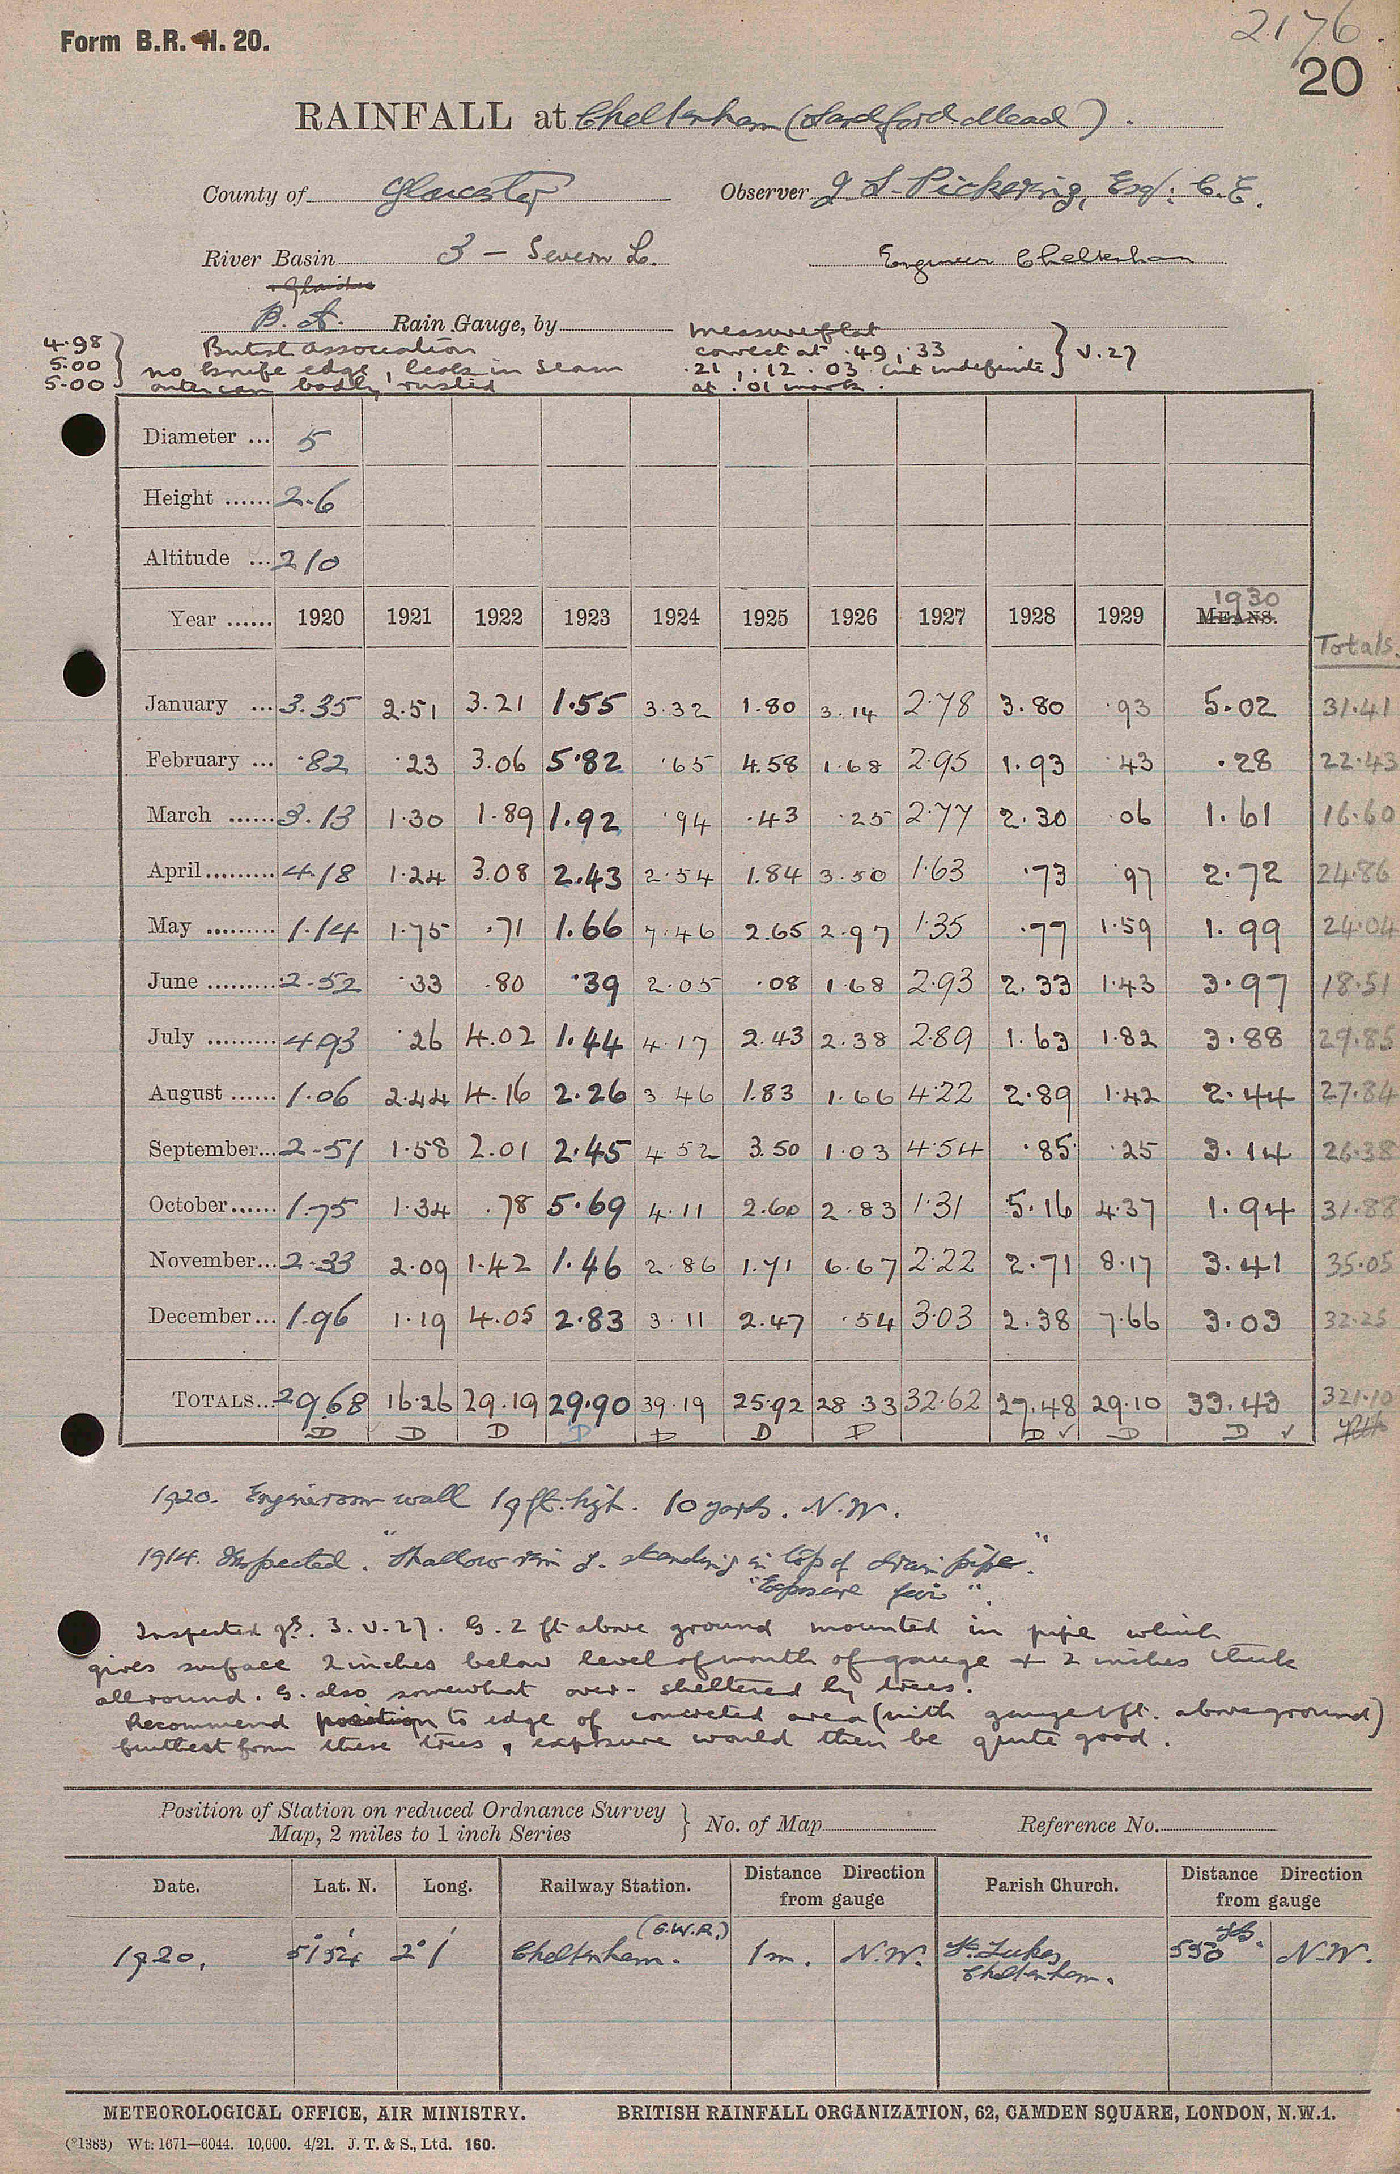 2176
Form B.R. H. 20.
20
RAINFALL at Cheltenham (Sandford Mead).
County of Gloucester Observer J S. Pickering, Esq: C.E.
River Basin 3 - Severn L. Engineer Cheltenham
B. A. Rain Gauge, by
4.98 British Association correct at .49, .33
5.00 no knife edge, leak in seam .21, .12 .03 but indefinite V.27
5.00 outer can badly rusted at .01 mark.
Diameter ... 5
Height ...... 2.6
Altitude ... 210
Year ...... 1920 1921 1922 1923 1924 1925 1926 1927 1928 1929 MEANS. 1930
Totals.
January ... 3.35 2.51 3.21 1.55 3.32 1.80 3.14 2.78 3.80 .93 5.02 31.41
February ... .82 .23 3.06 5.82 .65 4.58 1.68 2.95 1.93 .43 .28 22.43
March ...... 3.13 1.30 1.89 1.92 .94 .43 .25 2.77 2.30 .06 1.61 16.60
April ......... 4.18 1.24 3.08 2.43 2.54 1.84 3.50 1.63 .73 .97 2.72 24.86
May ......... 1.14 1.75 .71 1.66 7.46 2.65 2.97 1.35 .77 1.59 1.99 24.04
June ......... 2.52 .33 .80 .39 2.05 .08 1.68 2.93 2.33 1.43 3.97 18.51
July ......... 4.93 .26 4.02 1.44 4.17 2.43 2.38 2.89 1.63 1.82 3.88 29.85
August ...... 1.06 2.44 4.16 2.26 3.46 1.83 1.66 4.22 2.89 1.42 2.44 27.84
September... 2.51 1.58 2.01 2.45 4.52 3.50 1.03 4.54 .85 .25 3.14 26.38
October ...... 1.75 1.34 .78 5.69 4.11 2.60 2.83 1.31 5.16 4.37 1.94 31.88
November... 2.33 2.09 1.42 1.46 2.86 1.71 6.67 2.22 2.71 8.17 3.41 35.05
December... 1.96 1.19 4.05 2.83 3.11 2.47 .54 3.03 2.38 7.66 3.03 32.25
TOTALS... 29.68 16.26 29.19 29.90 39.19 25.92 28.33 32.62 27.48 29.10 33.43 321.10
D D D D D D D D ✓ D D ✓
1920. Engineroom wall 19 ft. high. 10 yards. N.W.
1914. Inspected. "Shallow rim g. standing in top of drain pipe."
"Exposure fair".
Inspected 3.V.27. G. 2 ft above ground mounted in pipe which
gives surface 2 inches below level of mouth of gauge + 2 inches thick
all round. G. also somewhat over-sheltered by trees.
Recommend position to edge of concreted area (with gauge 1 ft. above ground)
furthest from these trees, exposure would then be quite good.
Position of Station on reduced Ordnance Survey
Map, 2 miles to 1 inch Series } No. of Map Reference No.
Date. Lat. N. Long. Railway Station. Distance Direction from gauge Parish Church. Distance Direction from gauge
1920. 51°54' 2°1' Cheltenham. (G.W.R.) 1 m. N.W. St. Lukes, Cheltenham. 550 yds. N.W.
METEOROLOGICAL OFFICE, AIR MINISTRY. BRITISH RAINFALL ORGANIZATION, 62, CAMDEN SQUARE, LONDON, N.W.1.
(*1383) Wt: 1671—6044. 10,000. 4/21. J. T. & S., Ltd. 160.